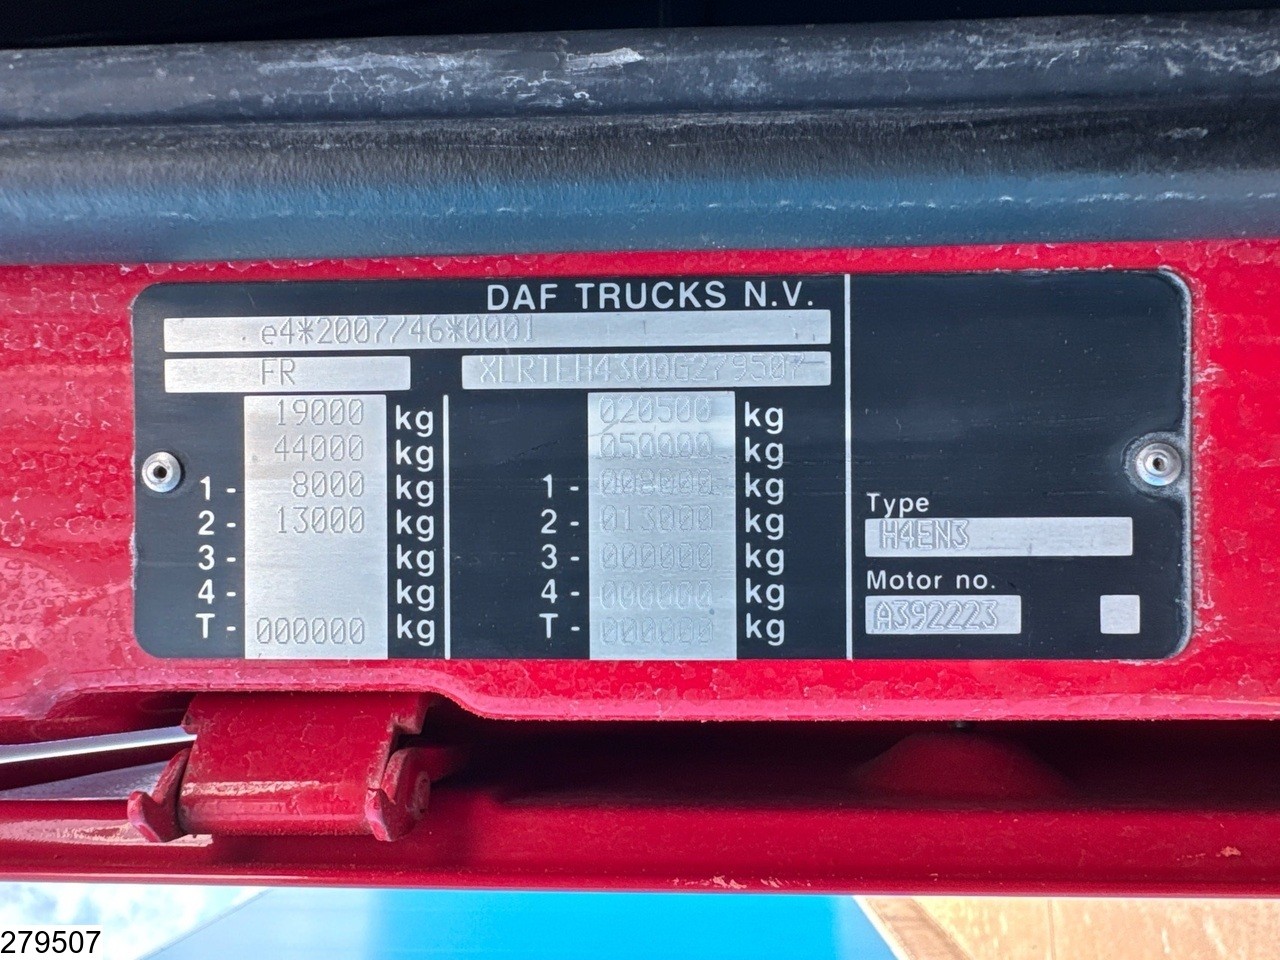 DAF TRUCKS N.V.
e4*2007/46*0001
FR XLRTEH4300G279507
19000 kg 020500 kg
44000 kg 050000 kg
1- 8000 kg 1- 008000 kg
2- 13000 kg 2- 013000 kg
3- kg 3- 000000 kg
4- kg 4- 000000 kg
T- 000000 kg T- 000000 kg
Type
H4EN3
Motor no.
A392223
279507